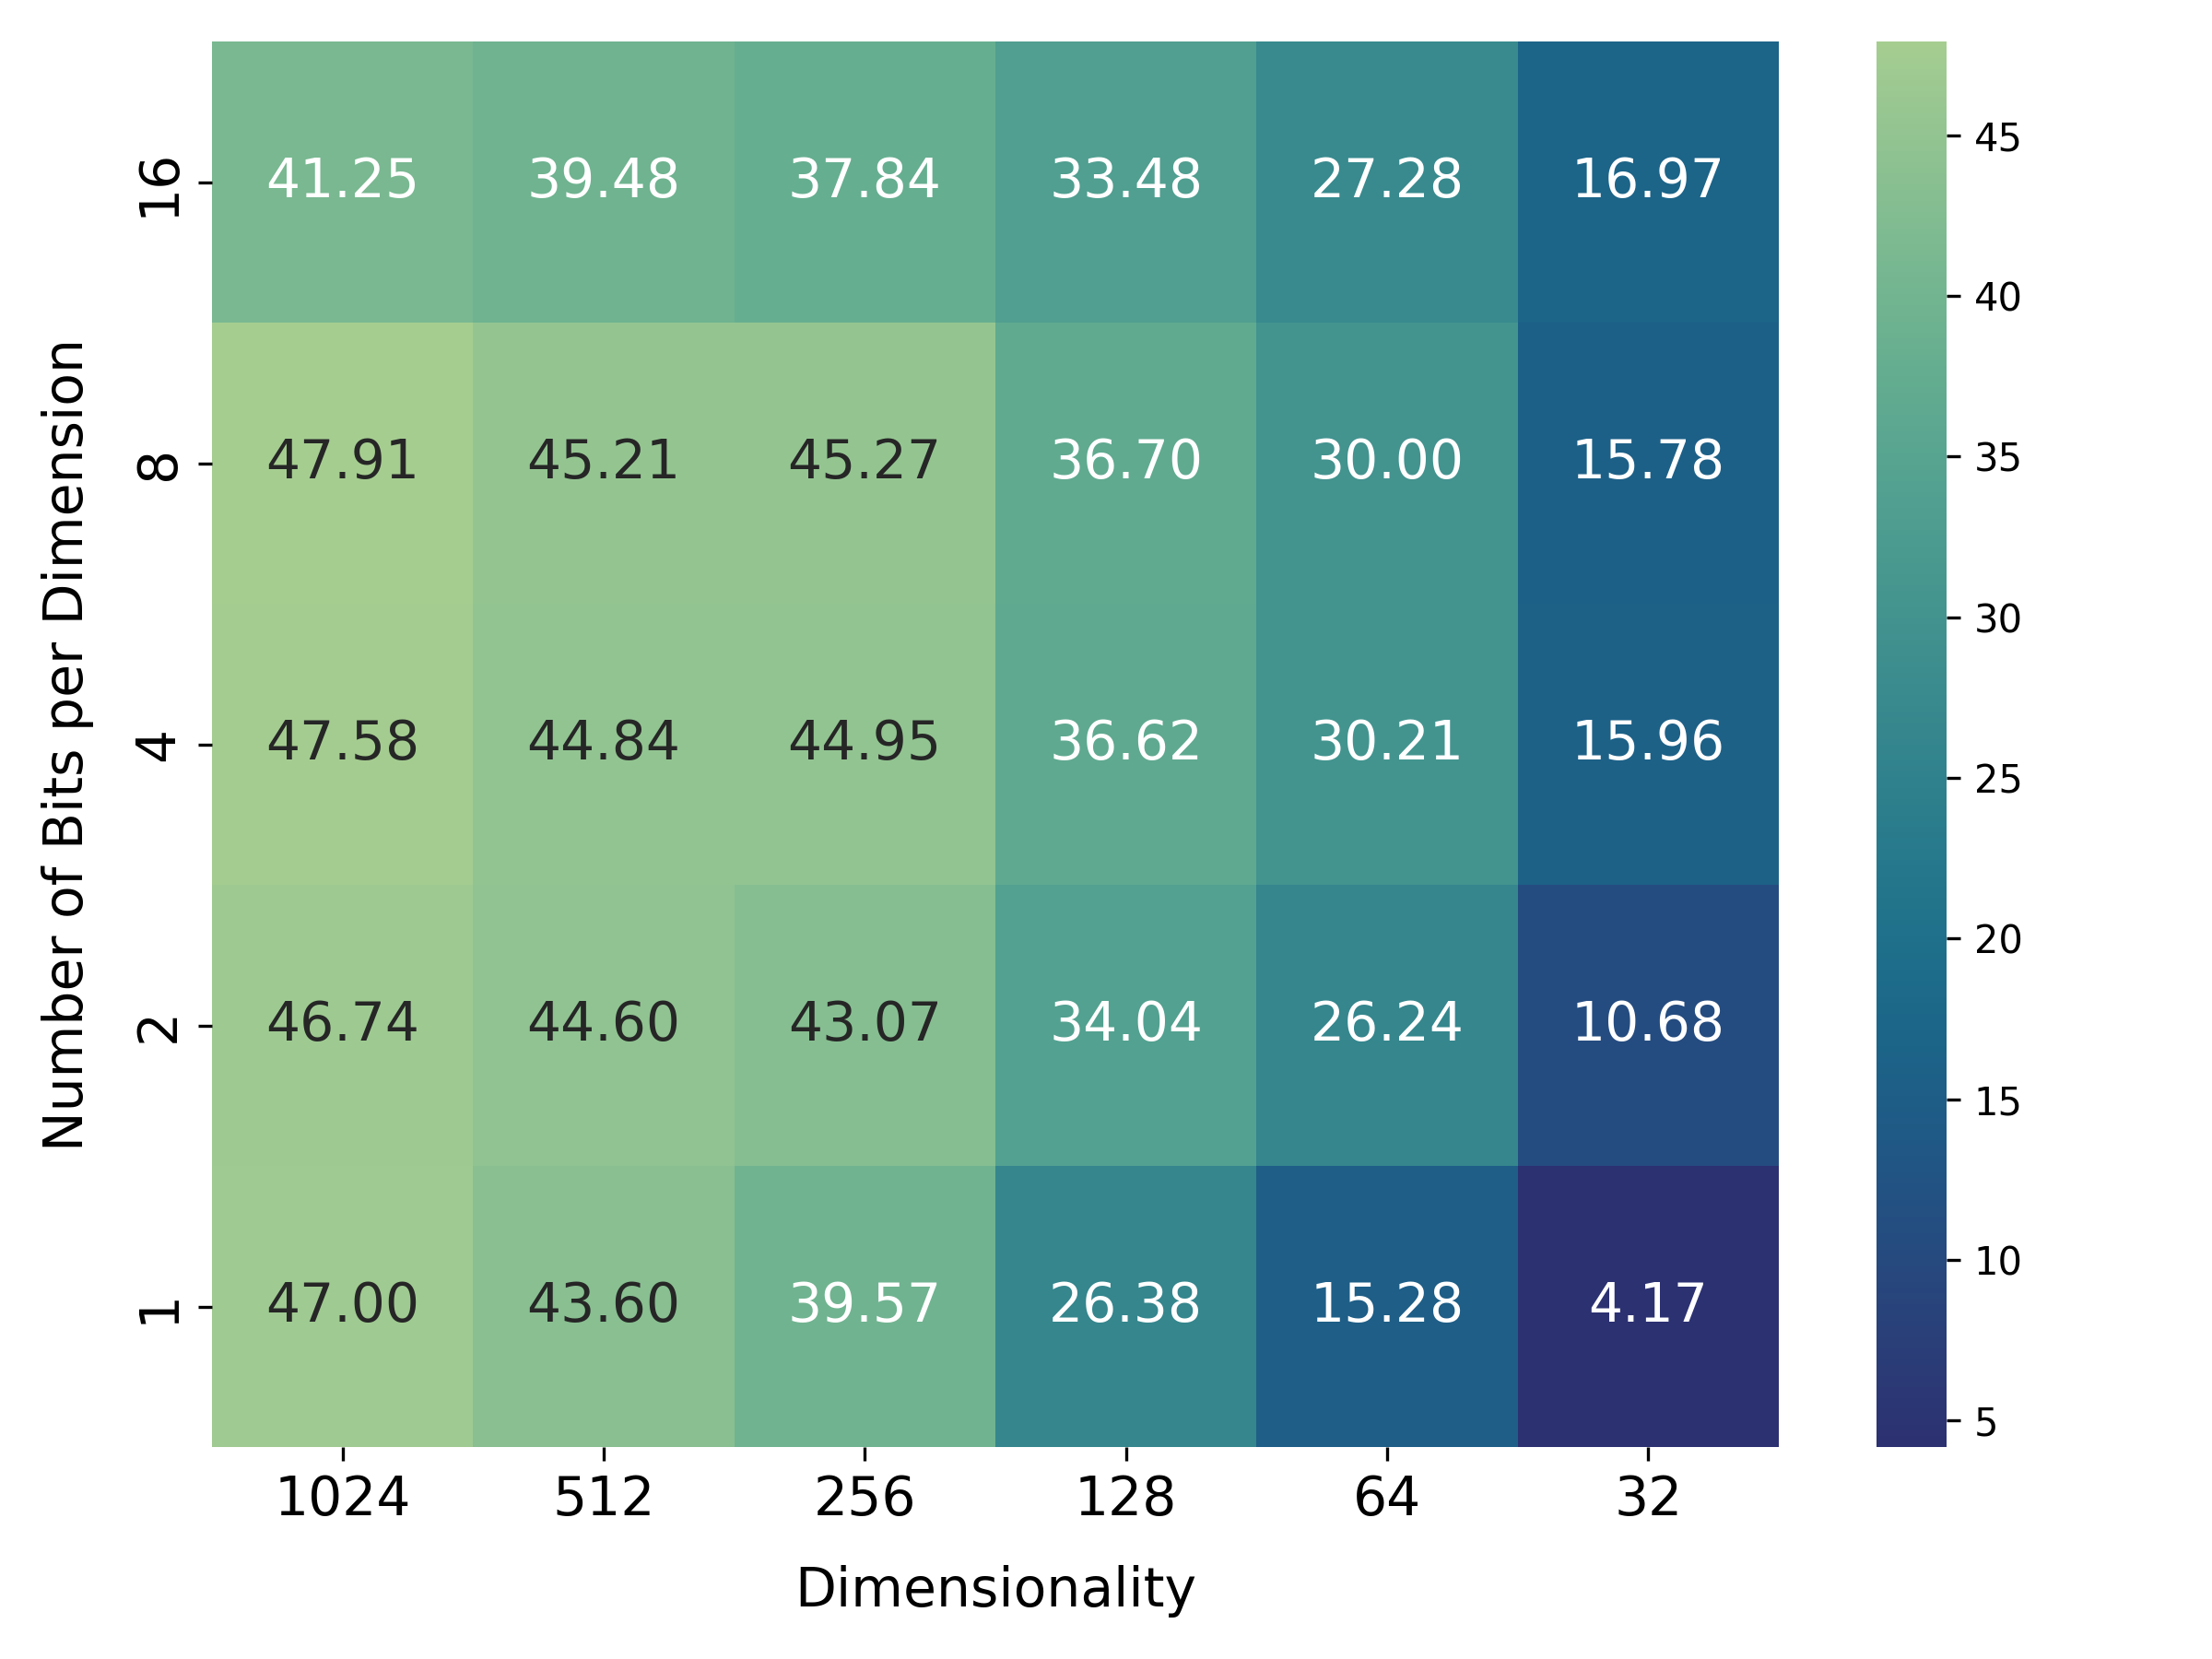 Number of Bits per Dimension
16 41.25 39.48 37.84 33.48 27.28 16.97
8 47.91 45.21 45.27 36.70 30.00 15.78
4 47.58 44.84 44.95 36.62 30.21 15.96
2 46.74 44.60 43.07 34.04 26.24 10.68
1 47.00 43.60 39.57 26.38 15.28 4.17
1024 512 256 128 64 32
Dimensionality
45
40
35
30
25
20
15
10
5